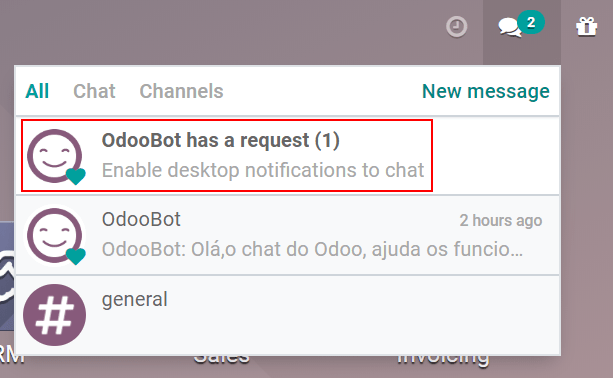 2
All Chat Channels New message
OdooBot has a request (1)
Enable desktop notifications to chat
OdooBot 2 hours ago
OdooBot: Olá,o chat do Odoo, ajuda os funcio...
#
general
RM Sales Invoicing